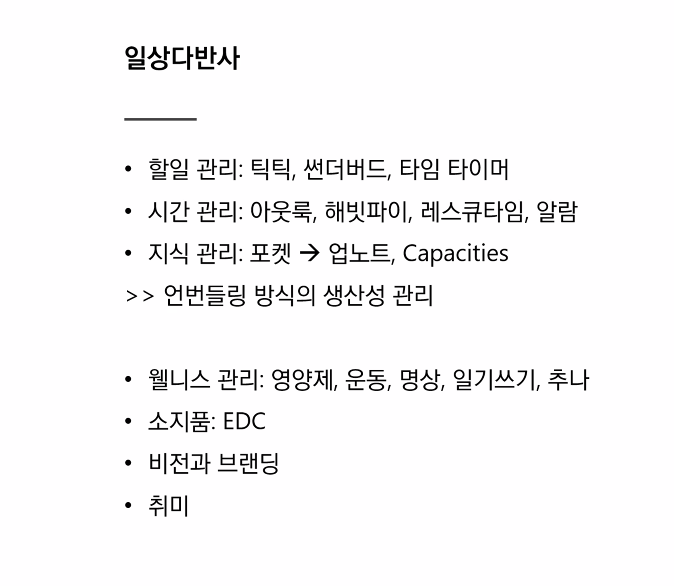 일상다반사
• 할일 관리: 틱틱, 썬더버드, 타임 타이머
• 시간 관리: 아웃룩, 해빗파이, 레스큐타임, 알람
• 지식 관리: 포켓 → 업노트, Capacities
>> 언번들링 방식의 생산성 관리
• 웰니스 관리: 영양제, 운동, 명상, 일기쓰기, 추나
• 소지품: EDC
• 비전과 브랜딩
• 취미